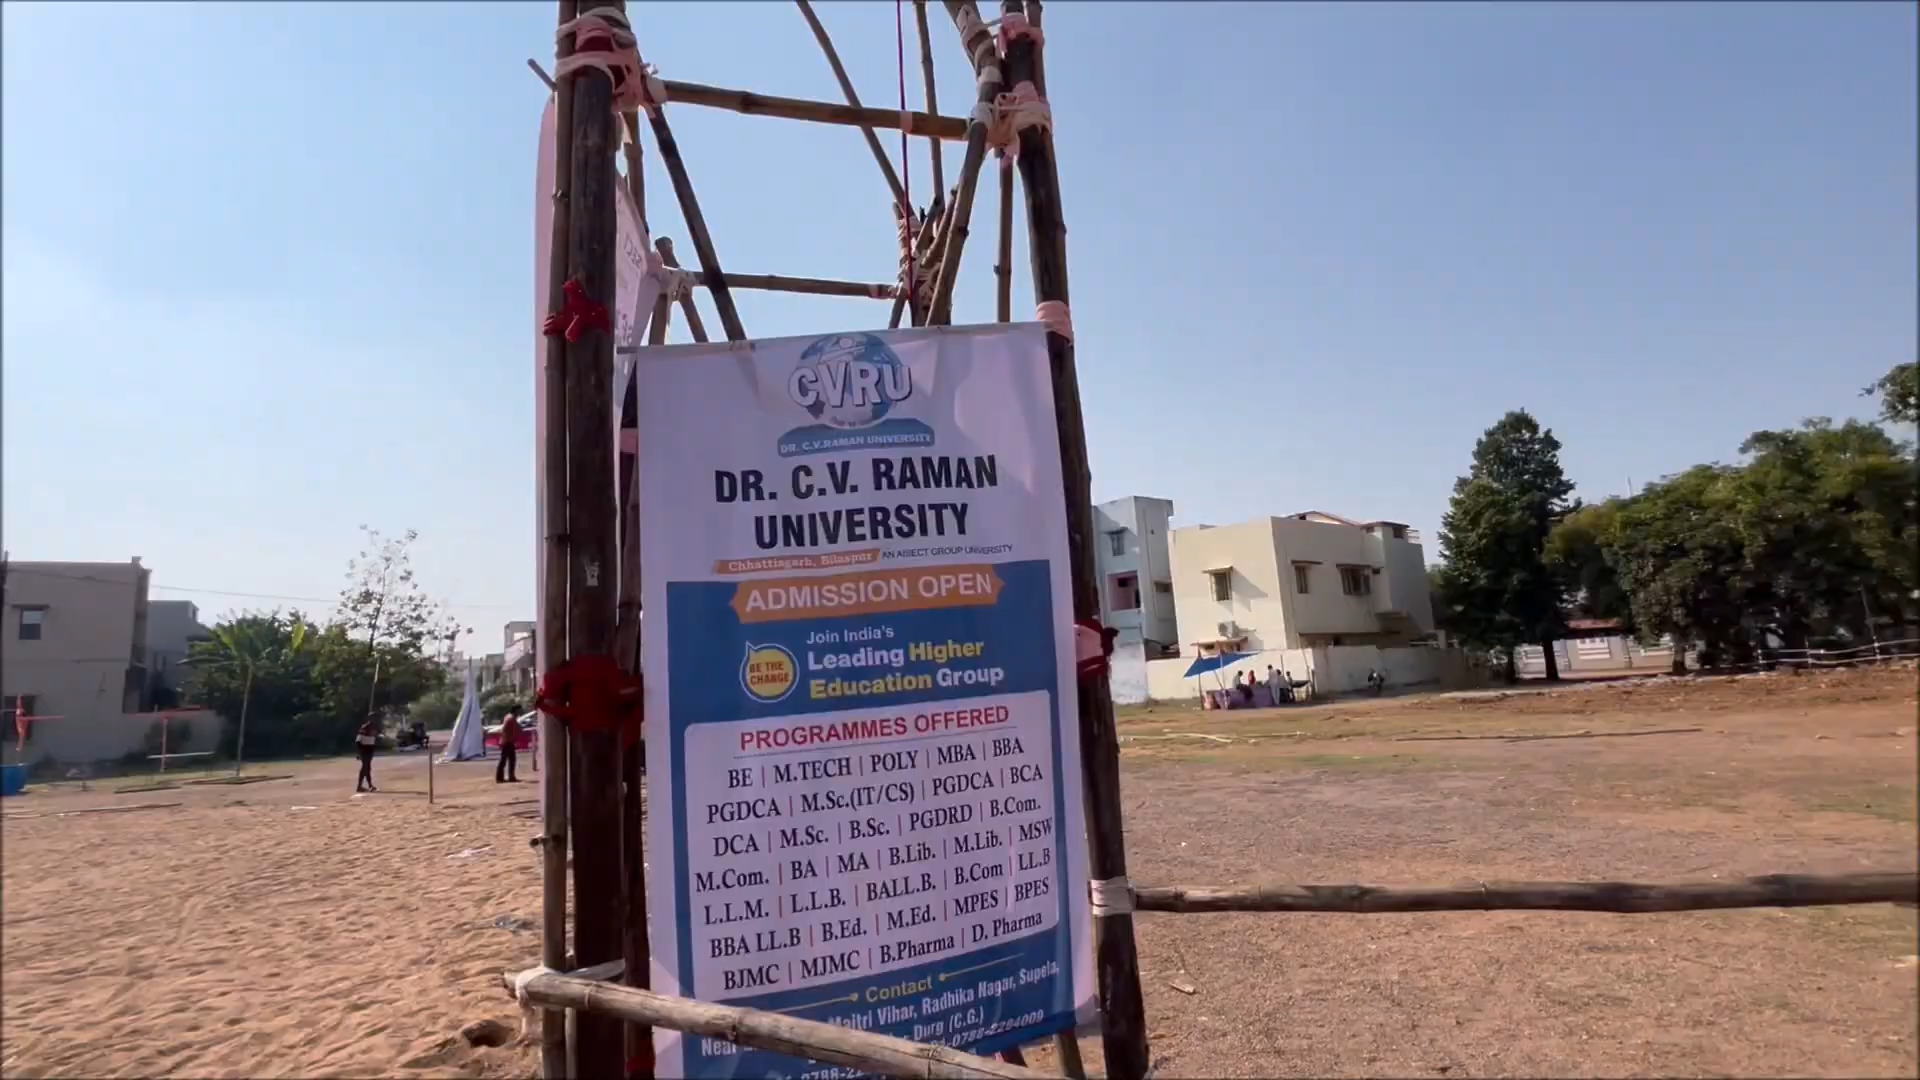 CVRU
DR. C.V.RAMAN UNIVERSITY
DR. C.V. RAMAN
UNIVERSITY
Chhattisgarh, Bilaspur AN AISECT GROUP UNIVERSITY
ADMISSION OPEN
Join India's
BE THE
CHANGE
Leading Higher
Education Group
PROGRAMMES OFFERED
BE | M.TECH | POLY | MBA | BBA
PGDCA | M.Sc.(IT/CS) | PGDCA | BCA
DCA | M.Sc. | B.Sc. | PGDRD | B.Com.
M.Com. | BA | MA | B.Lib. | M.Lib. | MSW
L.L.M. | L.L.B. | BALL.B. | B.Com | LL.B
BBA LL.B | B.Ed. | M.Ed. | MPES | BPES
BJMC | MJMC | B.Pharma | D. Pharma
Contact
Maitri Vihar, Radhika Nagar, Supela,
Durg (C.G.)
0788-2284009